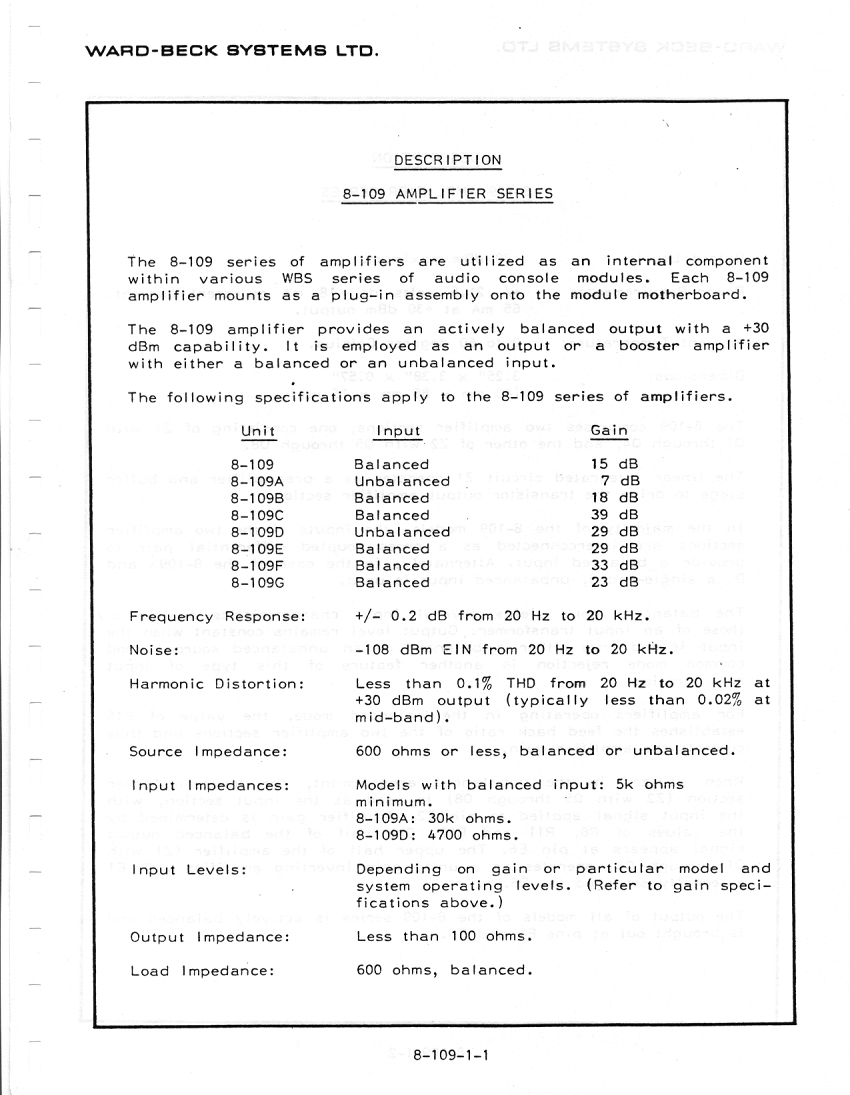 WARD-BECK SYSTEMS LTD.
DESCRIPTION
8-109 AMPLIFIER SERIES
The 8-109 series of amplifiers are utilized as an internal component
within various WBS series of audio console modules. Each 8-109
amplifier mounts as a plug-in assembly onto the module motherboard.
The 8-109 amplifier provides an actively balanced output with a +30
dBm capability. It is employed as an output or a booster amplifier
with either a balanced or an unbalanced input.
The following specifications apply to the 8-109 series of amplifiers.
Unit Input Gain
8-109 Balanced 15 dB
8-109A Unbalanced 7 dB
8-109B Balanced 18 dB
8-109C Balanced 39 dB
8-109D Unbalanced 29 dB
8-109E Balanced 29 dB
8-109F Balanced 33 dB
8-109G Balanced 23 dB
Frequency Response: +/- 0.2 dB from 20 Hz to 20 kHz.
Noise: -108 dBm EIN from 20 Hz to 20 kHz.
Harmonic Distortion: Less than 0.1% THD from 20 Hz to 20 kHz at
+30 dBm output (typically less than 0.02% at
mid-band).
Source Impedance: 600 ohms or less, balanced or unbalanced.
Input Impedances: Models with balanced input: 5k ohms
minimum.
8-109A: 30k ohms.
8-109D: 4700 ohms.
Input Levels: Depending on gain or particular model and
system operating levels. (Refer to gain speci-
fications above.)
Output Impedance: Less than 100 ohms.
Load Impedance: 600 ohms, balanced.
8-109-1-1